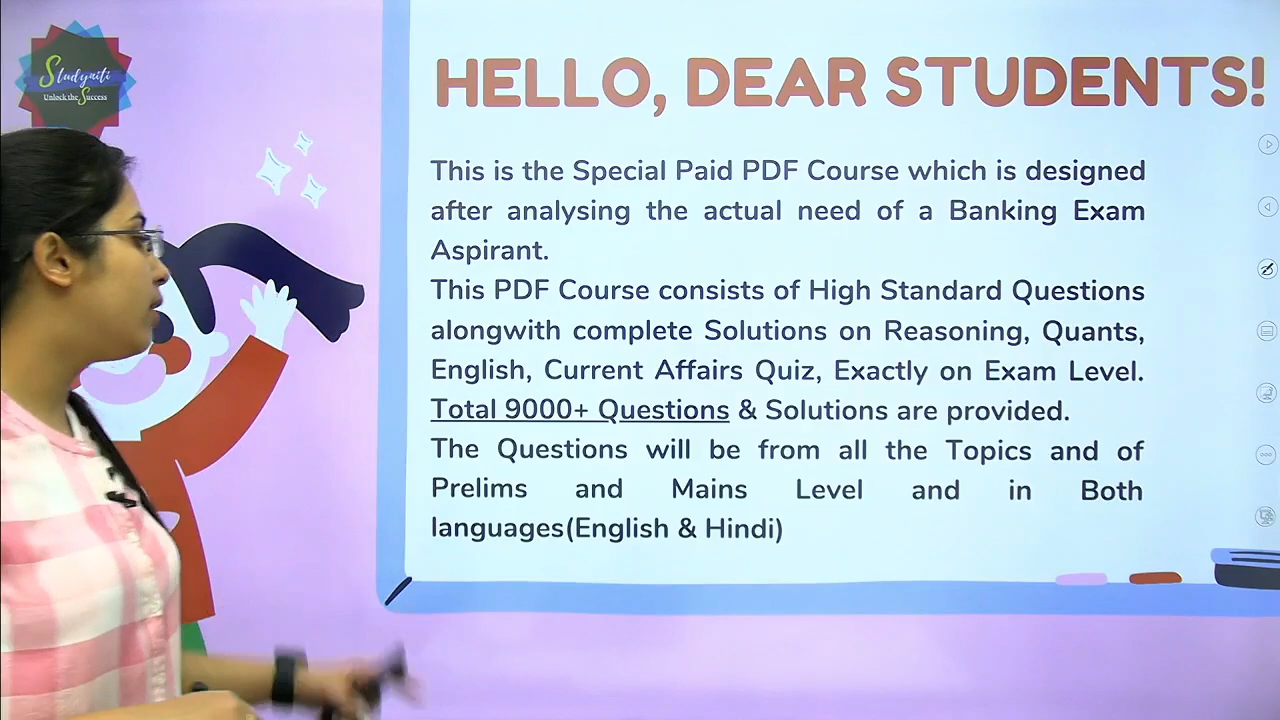 Studyniti
Unlock the Success
HELLO, DEAR STUDENTS!
This is the Special Paid PDF Course which is designed
after analysing the actual need of a Banking Exam
Aspirant.
This PDF Course consists of High Standard Questions
alongwith complete Solutions on Reasoning, Quants,
English, Current Affairs Quiz, Exactly on Exam Level.
Total 9000+ Questions & Solutions are provided.
The Questions will be from all the Topics and of
Prelims and Mains Level and in Both
languages(English & Hindi)